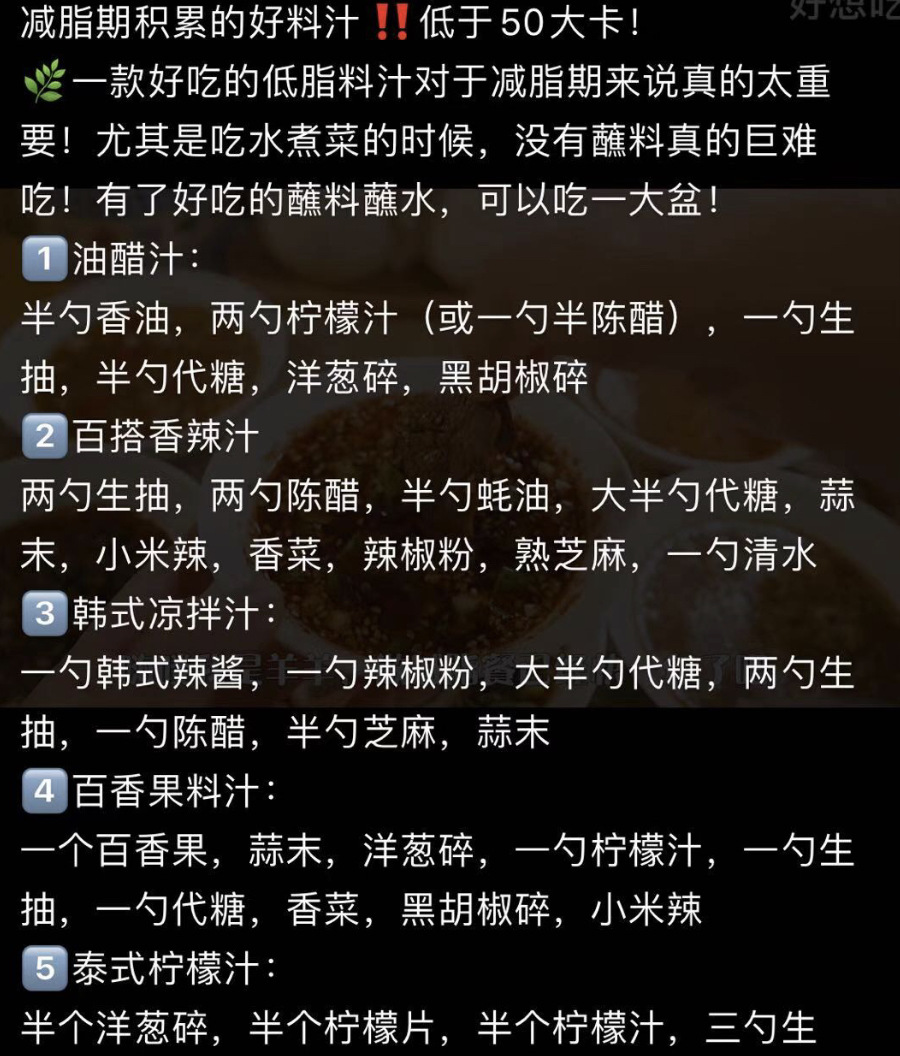 好想吃
减脂期积累的好料汁‼️低于50大卡！
🌿一款好吃的低脂料汁对于减脂期来说真的太重
要！尤其是吃水煮菜的时候，没有蘸料真的巨难
吃！有了好吃的蘸料蘸水，可以吃一大盆！
1️⃣油醋汁：
半勺香油，两勺柠檬汁（或一勺半陈醋），一勺生
抽，半勺代糖，洋葱碎，黑胡椒碎
2️⃣百搭香辣汁
两勺生抽，两勺陈醋，半勺蚝油，大半勺代糖，蒜
末，小米辣，香菜，辣椒粉，熟芝麻，一勺清水
3️⃣韩式凉拌汁：
一勺韩式辣酱，一勺辣椒粉，大半勺代糖，两勺生
抽，一勺陈醋，半勺芝麻，蒜末
4️⃣百香果料汁：
一个百香果，蒜末，洋葱碎，一勺柠檬汁，一勺生
抽，一勺代糖，香菜，黑胡椒碎，小米辣
5️⃣泰式柠檬汁：
半个洋葱碎，半个柠檬片，半个柠檬汁，三勺生